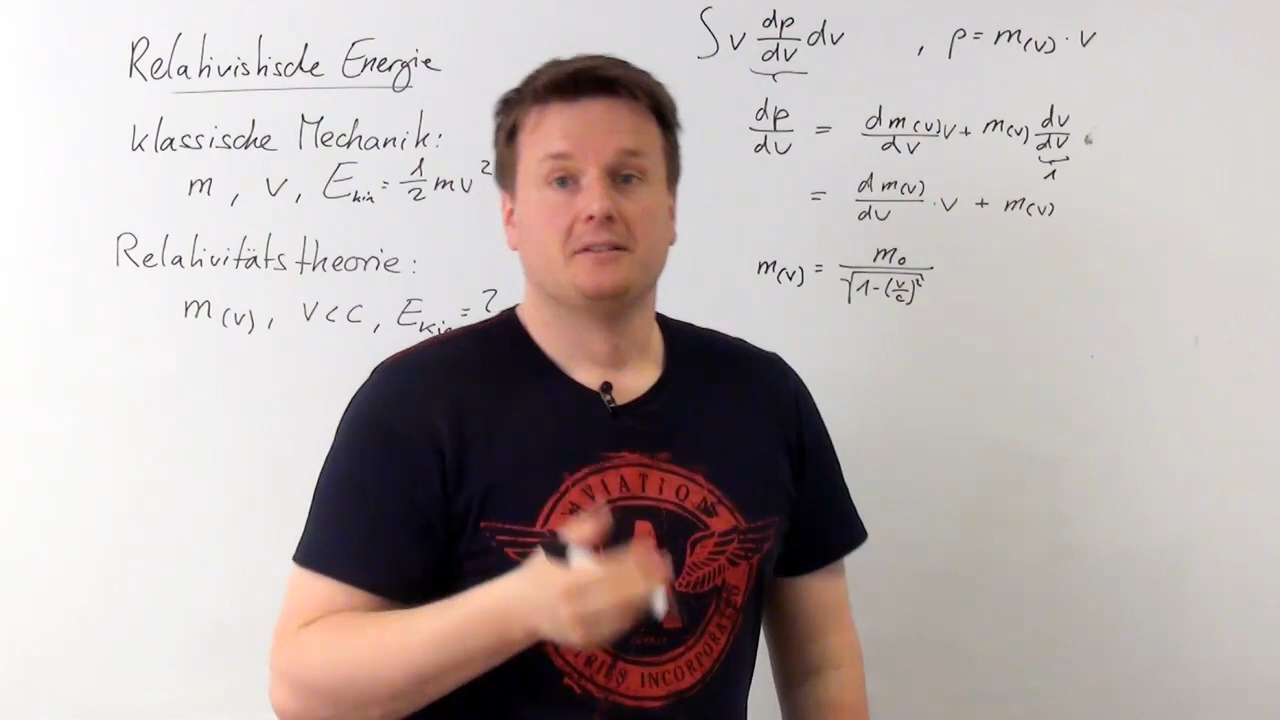 Relativistische Energie
klassische Mechanik:
m , v , E_kin = 1/2 mv²
Relativitätstheorie:
m(v), v<c, E_kin = ?
∫ v dp/dv dv , p = m(v) · v
dp/dv = dm(v)/dv v + m(v) dv/dv
1
= dm(v)/dv · v + m(v)
m(v) = m₀/√(1-(v/c)²)
AVIATION
INCORPORATED